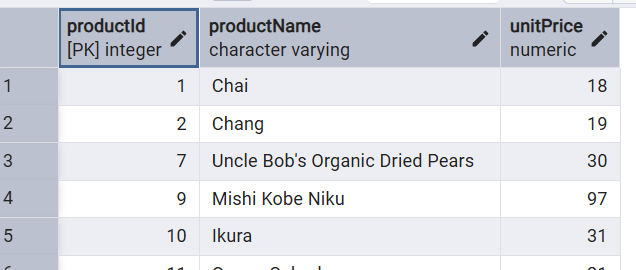 productId productName unitPrice
[PK] integer character varying numeric
1 1 Chai 18
2 2 Chang 19
3 7 Uncle Bob's Organic Dried Pears 30
4 9 Mishi Kobe Niku 97
5 10 Ikura 31